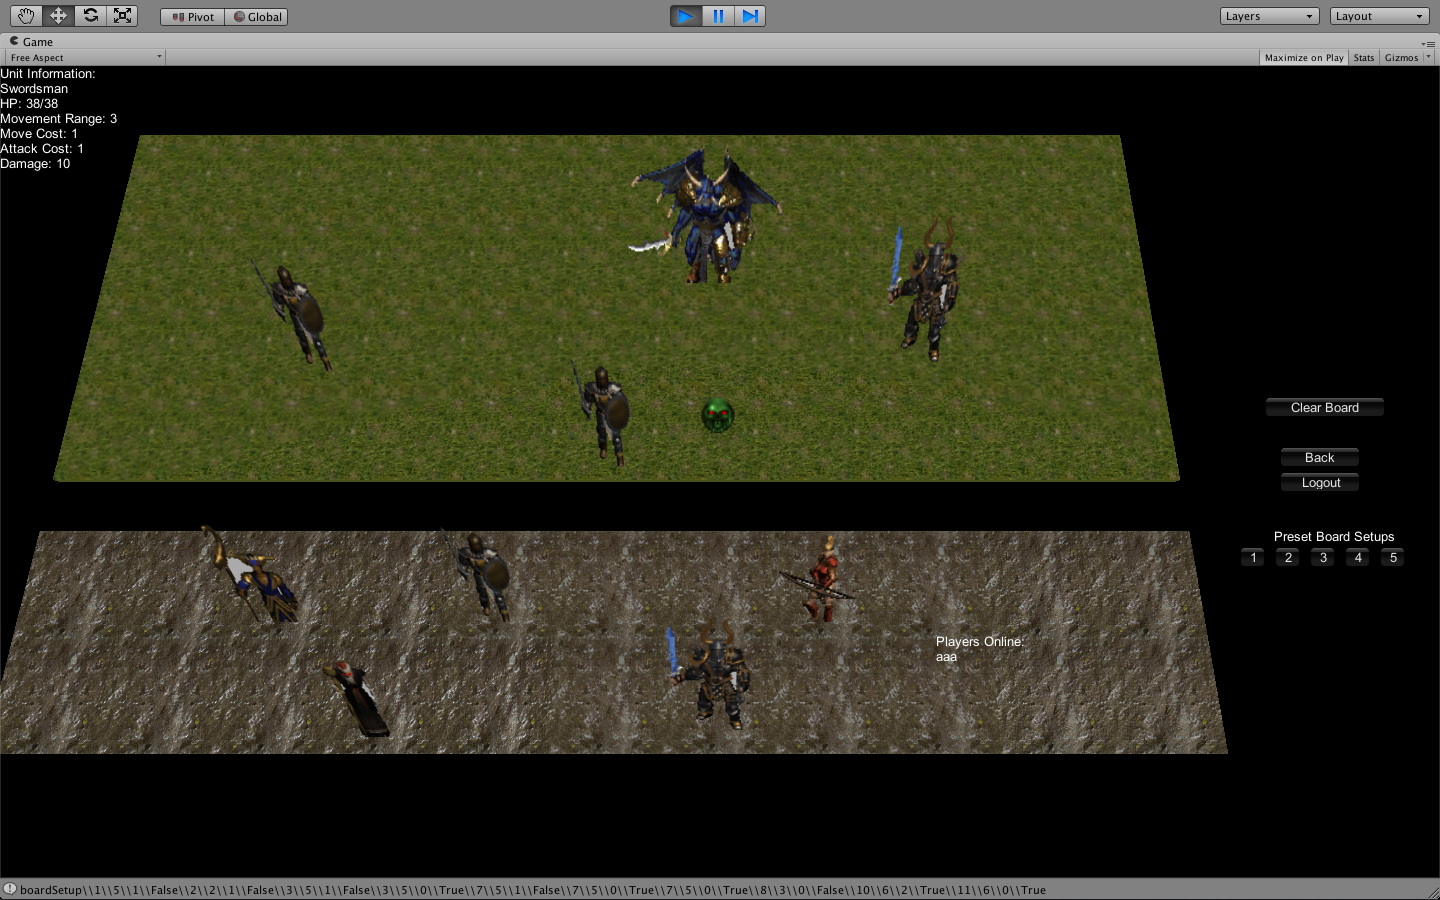 Pivot
Global
Layers
Layout
Game
Free Aspect
Maximize on Play
Stats
Gizmos
Unit Information:
Swordsman
HP: 38/38
Movement Range: 3
Move Cost: 1
Attack Cost: 1
Damage: 10
Clear Board
Back
Logout
Preset Board Setups
1 2 3 4 5
Players Online:
aaa
boardSetup\\1\\5\\1\\False\\2\\2\\1\\False\\3\\5\\1\\False\\3\\5\\0\\True\\7\\5\\1\\False\\7\\5\\0\\True\\7\\5\\0\\True\\8\\3\\0\\False\\10\\6\\2\\True\\11\\6\\0\\True